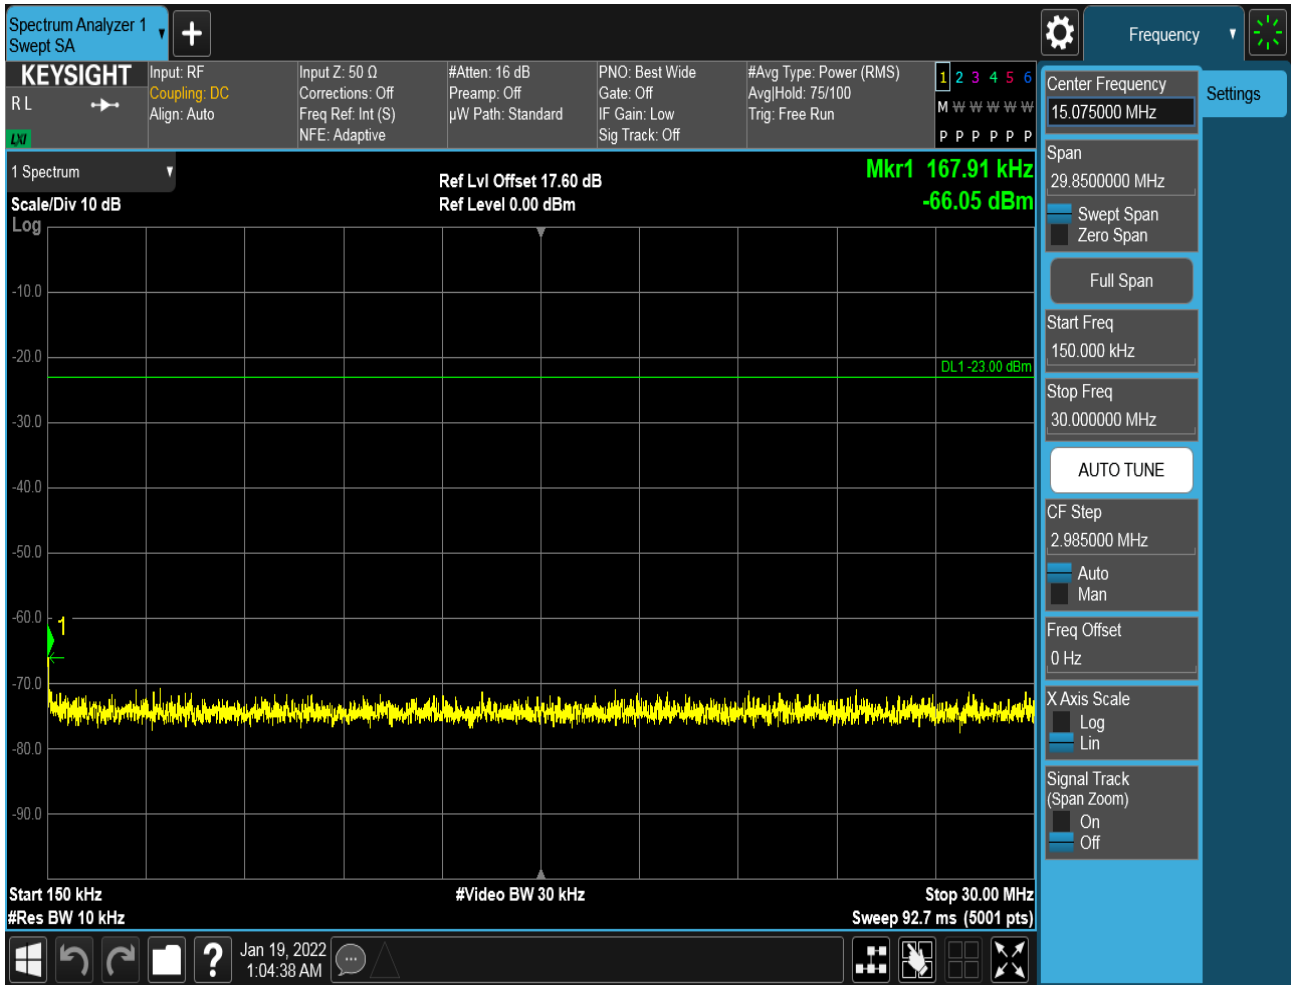 Spectrum Analyzer 1
Swept SA
Frequency
KEYSIGHT
R L
LXI
Input: RF
Coupling: DC
Align: Auto
Input Z: 50 Ω
Corrections: Off
Freq Ref: Int (S)
NFE: Adaptive
#Atten: 16 dB
Preamp: Off
µW Path: Standard
PNO: Best Wide
Gate: Off
IF Gain: Low
Sig Track: Off
#Avg Type: Power (RMS)
Avg|Hold: 75/100
Trig: Free Run
1 2 3 4 5 6
M W W W W W
P P P P P P
1 Spectrum
Scale/Div 10 dB
Log
Ref Lvl Offset 17.60 dB
Ref Level 0.00 dBm
Mkr1 167.91 kHz
-66.05 dBm
-10.0
-20.0
DL1 -23.00 dBm
-30.0
-40.0
-50.0
-60.0
1
-70.0
-80.0
-90.0
Start 150 kHz
#Video BW 30 kHz
Stop 30.00 MHz
#Res BW 10 kHz
Sweep 92.7 ms (5001 pts)
Center Frequency
15.075000 MHz
Settings
Span
29.8500000 MHz
Swept Span
Zero Span
Full Span
Start Freq
150.000 kHz
Stop Freq
30.000000 MHz
AUTO TUNE
CF Step
2.985000 MHz
Auto
Man
Freq Offset
0 Hz
X Axis Scale
Log
Lin
Signal Track
(Span Zoom)
On
Off
?
Jan 19, 2022
1:04:38 AM